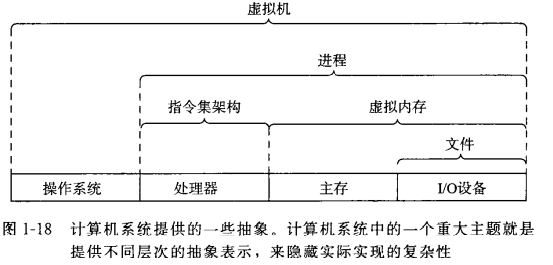 虚拟机
进程
指令集架构 虚拟内存
文件
操作系统 处理器 主存 I/O设备
图 1-18 计算机系统提供的一些抽象。计算机系统中的一个重大主题就是
提供不同层次的抽象表示，来隐藏实际实现的复杂性